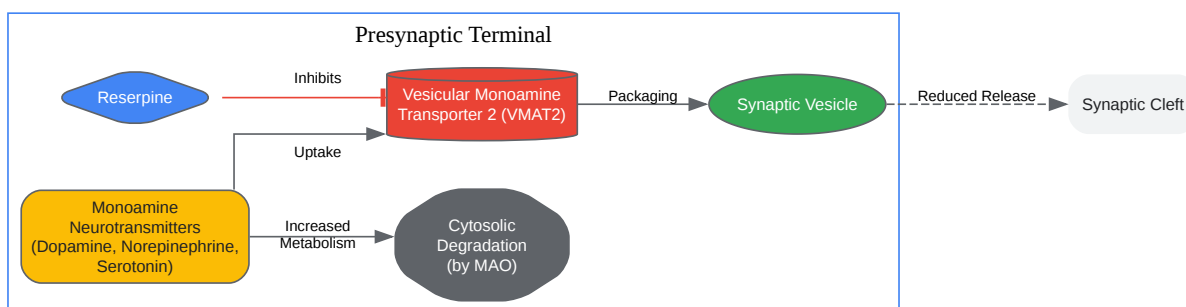 Presynaptic Terminal
Inhibits
Reserpine
Vesicular Monoamine
Transporter 2 (VMAT2)
Packaging
Synaptic Vesicle
Reduced Release
Synaptic Cleft
Uptake
Monoamine
Neurotransmitters
(Dopamine, Norepinephrine,
Serotonin)
Increased
Metabolism
Cytosolic
Degradation
(by MAO)